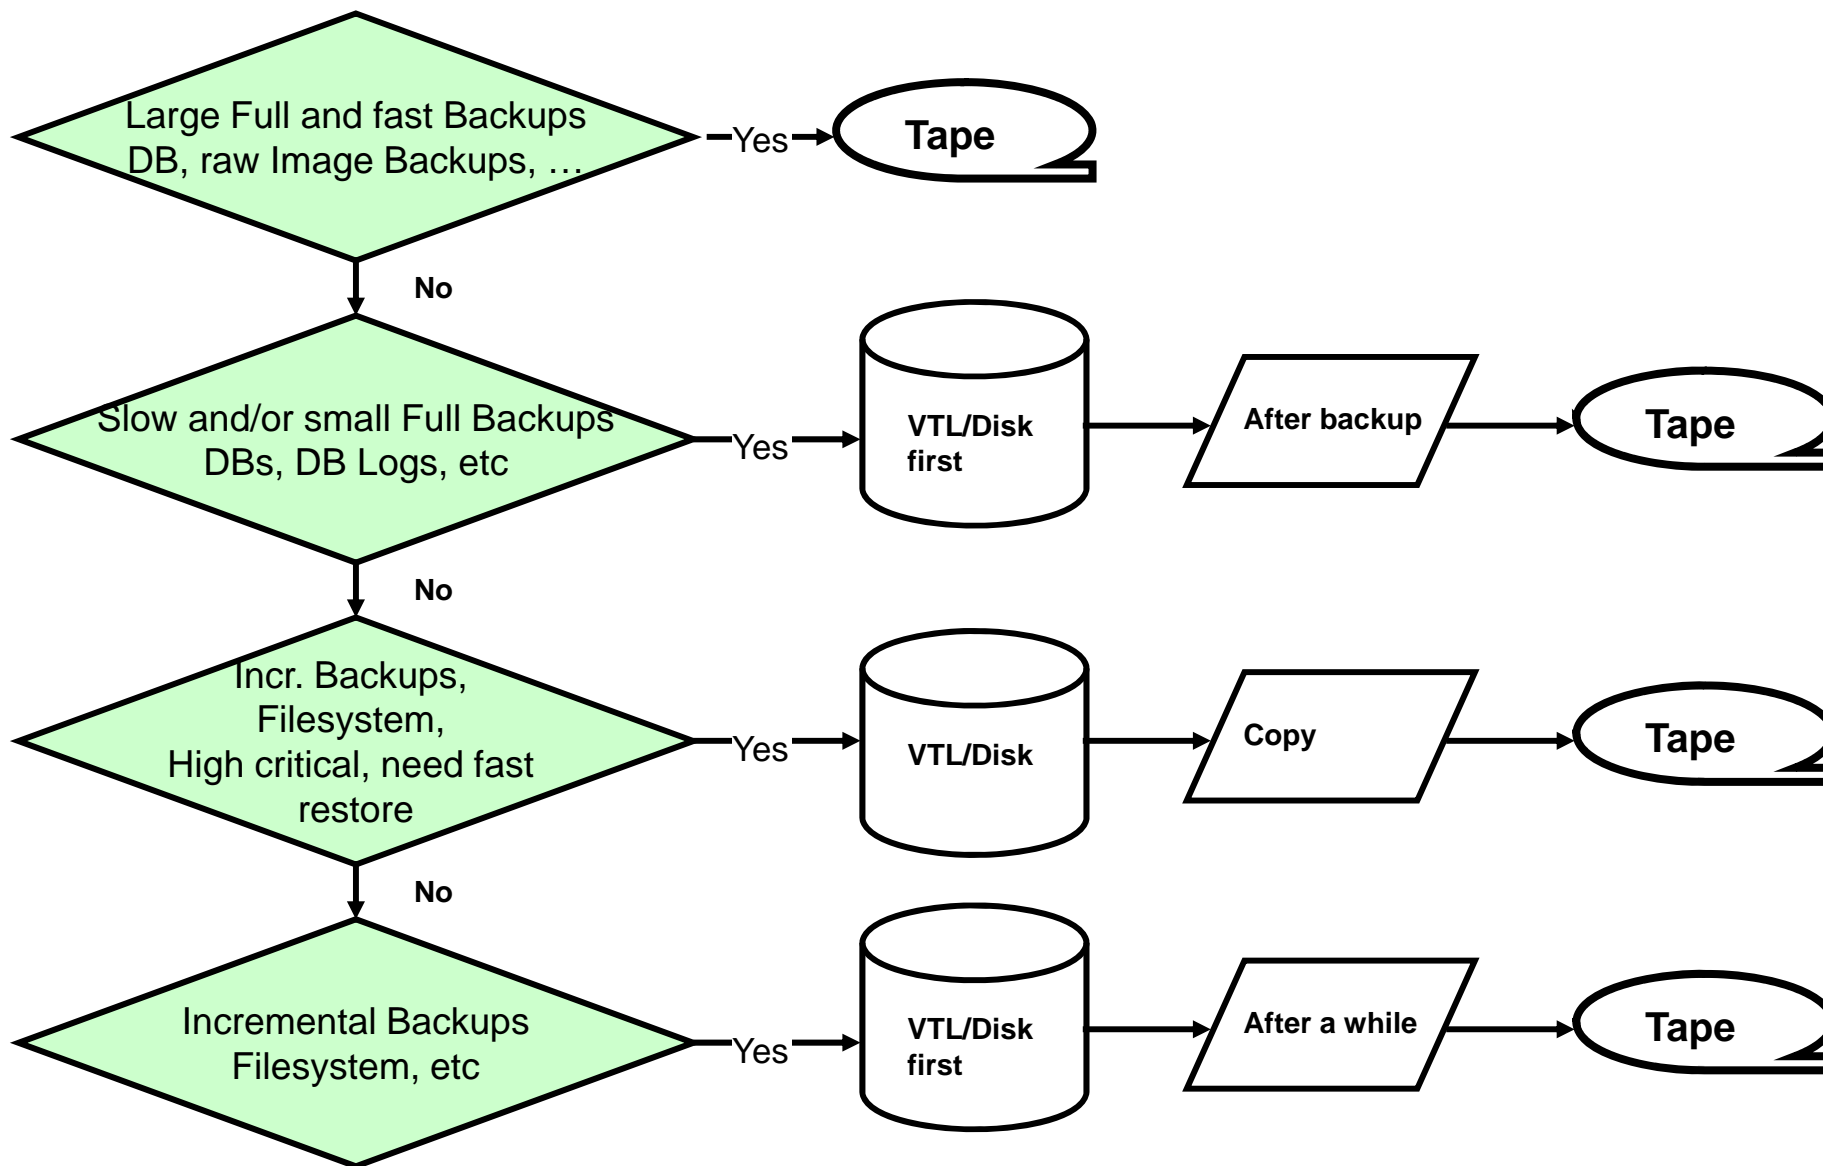 Large Full and fast Backups
DB, raw Image Backups, …
Yes
Tape
No
Slow and/or small Full Backups
DBs, DB Logs, etc
Yes
VTL/Disk
first
After backup
Tape
No
Incr. Backups,
Filesystem,
High critical, need fast
restore
Yes
VTL/Disk
Copy
Tape
No
Incremental Backups
Filesystem, etc
Yes
VTL/Disk
first
After a while
Tape